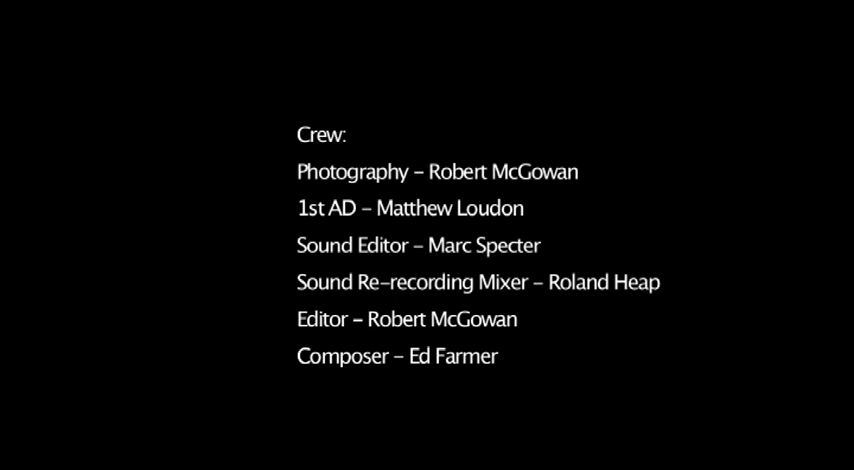 Crew:
Photography – Robert McGowan
1st AD – Matthew Loudon
Sound Editor – Marc Specter
Sound Re-recording Mixer – Roland Heap
Editor – Robert McGowan
Composer – Ed Farmer